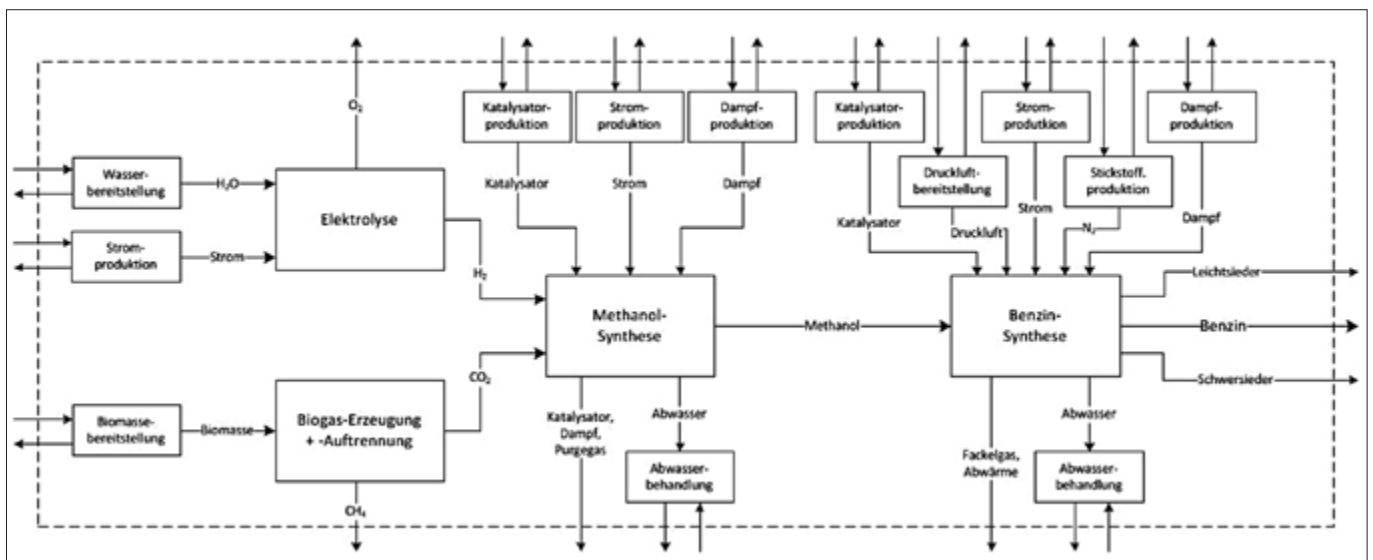 O₂
Katalysator-
produktion
Strom-
produktion
Dampf-
produktion
Katalysator-
produktion
Strom-
produtkion
Dampf-
produktion
Druckluft-
bereitstellung
Stickstoff.
produktion
Wasser-
bereitstellung
H₂O
Elektrolyse
Katalysator
Strom
Dampf
Katalysator
Druckluft
Strom
N₂
Dampf
Strom-
produktion
Strom
H₂
Methanol-
Synthese
Methanol
Benzin-
Synthese
Leichtsieder
Benzin
Schwersieder
CO₂
Biomasse-
bereitstellung
Biomasse
Biogas-Erzeugung
+ -Auftrennung
Katalysator,
Dampf,
Purgegas
Abwasser
Abwasser-
behandlung
Fackelgas,
Abwärme
Abwasser
Abwasser-
behandlung
CH₄